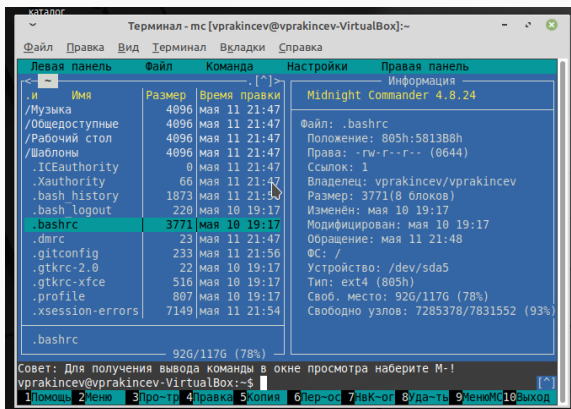 каталог
Терминал - mc [vprakincev@vprakincev-VirtualBox]:~
Файл Правка Вид Терминал Вкладки Справка
Левая панель Файл Команда Настройки Правая панель
<─ ~ .[^]>
.и Имя Размер Время правки
/Музыка 4096 мая 11 21:47
/Общедоступные 4096 мая 11 21:47
/Рабочий стол 4096 мая 11 21:47
/Шаблоны 4096 мая 11 21:47
.ICEauthority 0 мая 11 21:47
.Xauthority 66 мая 11 21:47
.bash_history 1873 мая 11
.bash_logout 220 мая 10 19:17
.bashrc 3771 мая 10 19:17
.dmrc 23 мая 11 21:47
.gitconfig 233 мая 11 21:56
.gtkrc-2.0 22 мая 10 19:17
.gtkrc-xfce 516 мая 10 19:17
.profile 807 мая 10 19:17
.xsession-errors 7149 мая 11 21:54
.bashrc
92G/117G (78%)
Информация
Midnight Commander 4.8.24
Файл: .bashrc
Положение: 805h:5813B8h
Права: -rw-r--r-- (0644)
Ссылок: 1
Владелец: vprakincev/vprakincev
Размер: 3771(8 блоков)
Изменён: мая 10 19:17
Модифицирован: мая 10 19:17
Обращение: мая 11 21:48
ФС: /
Устройство: /dev/sda5
Тип: ext4 (805h)
Своб. место: 92G/117G (78%)
Свободно узлов: 7285378/7831552 (93%)
Совет: Для получения вывода команды в окне просмотра наберите M-!
vprakincev@vprakincev-VirtualBox:~$ [^]
1Помощь 2Меню 3Про~тр 4Правка 5Копия 6Пер~ос 7НвК~ог 8Уда~ть 9МенюMC 10Выход